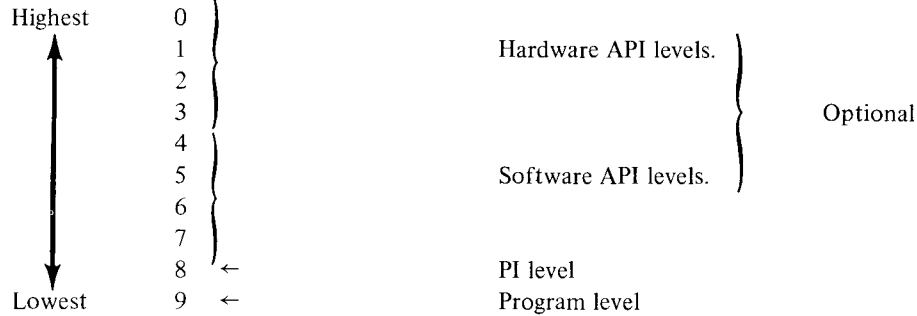 Highest 0
1 Hardware API levels.
2
3 Optional
4
5 Software API levels.
6
7
8 ← PI level
Lowest 9 ← Program level